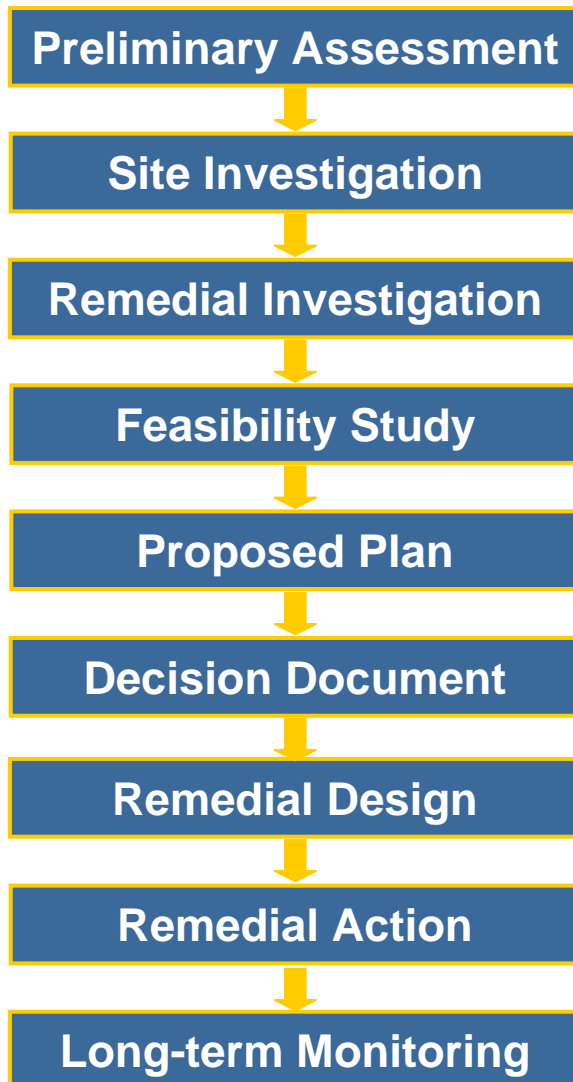 Preliminary Assessment
Site Investigation
Remedial Investigation
Feasibility Study
Proposed Plan
Decision Document
Remedial Design
Remedial Action
Long-term Monitoring